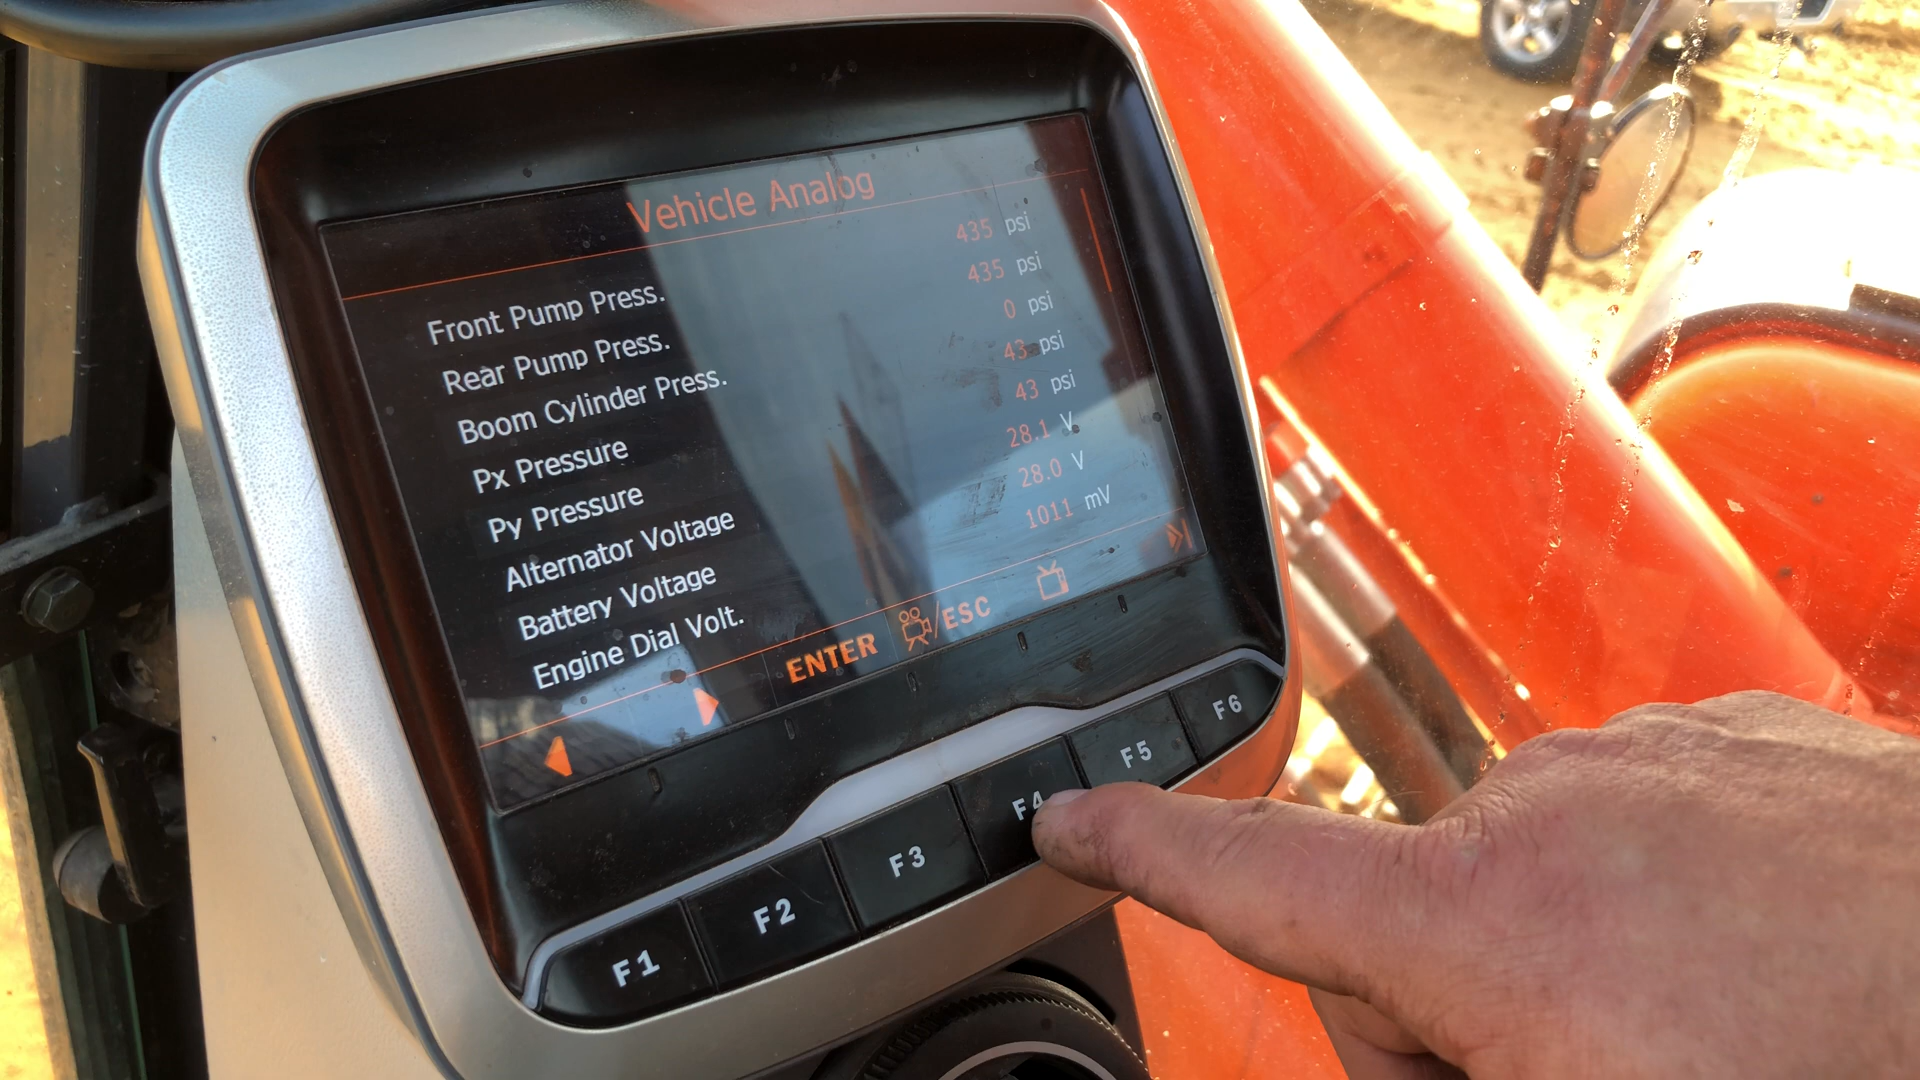 Vehicle Analog
Front Pump Press. 435 psi
Rear Pump Press. 435 psi
Boom Cylinder Press. 0 psi
Px Pressure 43 psi
Py Pressure 43 psi
Alternator Voltage 28.1 V
Battery Voltage 28.0 V
Engine Dial Volt. 1011 mV
ENTER /ESC
F1 F2 F3 F4 F5 F6